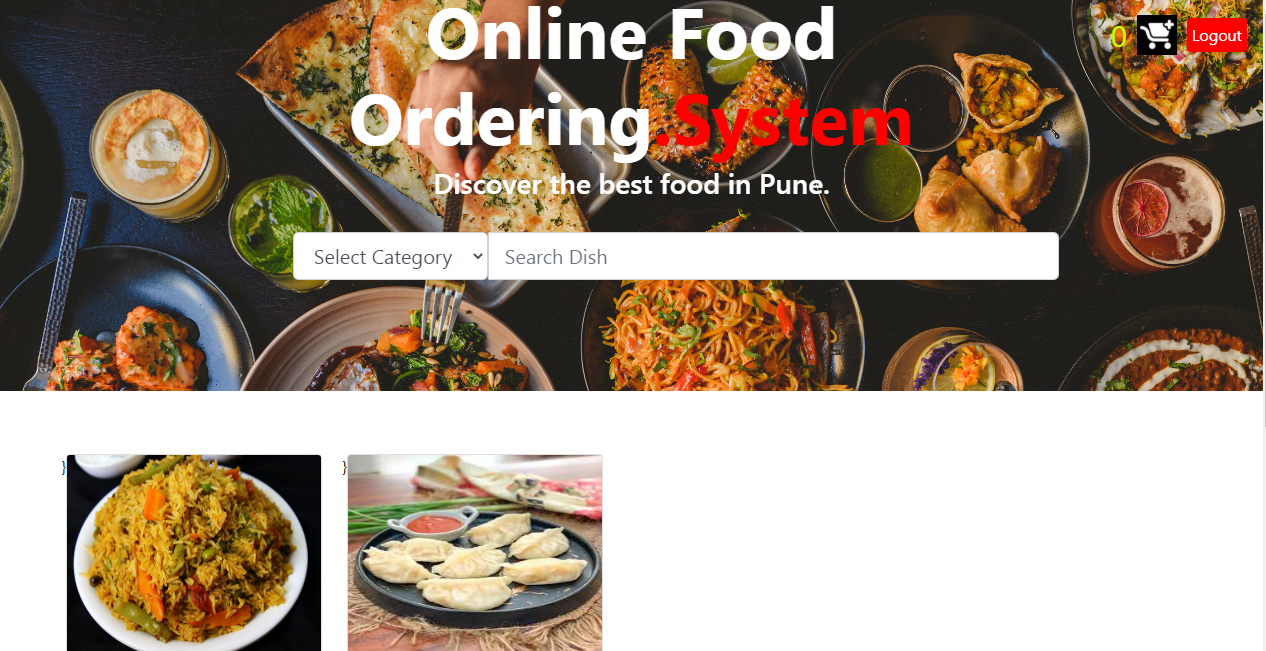 Online Food
0
Logout
Ordering.System
Discover the best food in Pune.
Select Category
Search Dish
}
}